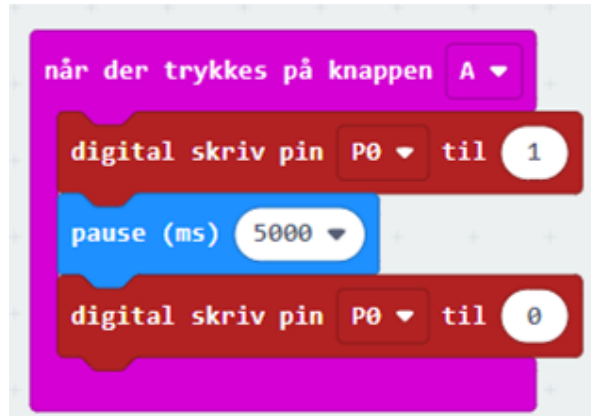 når der trykkes på knappen A
digital skriv pin P0 til 1
pause (ms) 5000
digital skriv pin P0 til 0